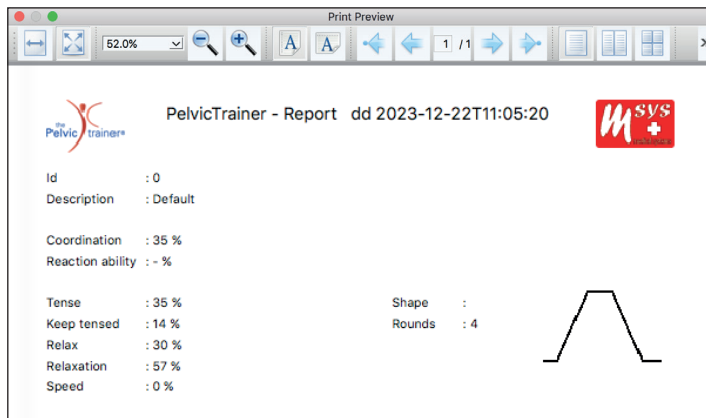 Print Preview
52.0%
A A 1 /1
the Pelvic trainer®
PelvicTrainer - Report dd 2023-12-22T11:05:20
msys
Id : 0
Description : Default
Coordination : 35 %
Reaction ability : - %
Tense : 35 %
Shape :
Keep tensed : 14 %
Rounds : 4
Relax : 30 %
Relaxation : 57 %
Speed : 0 %